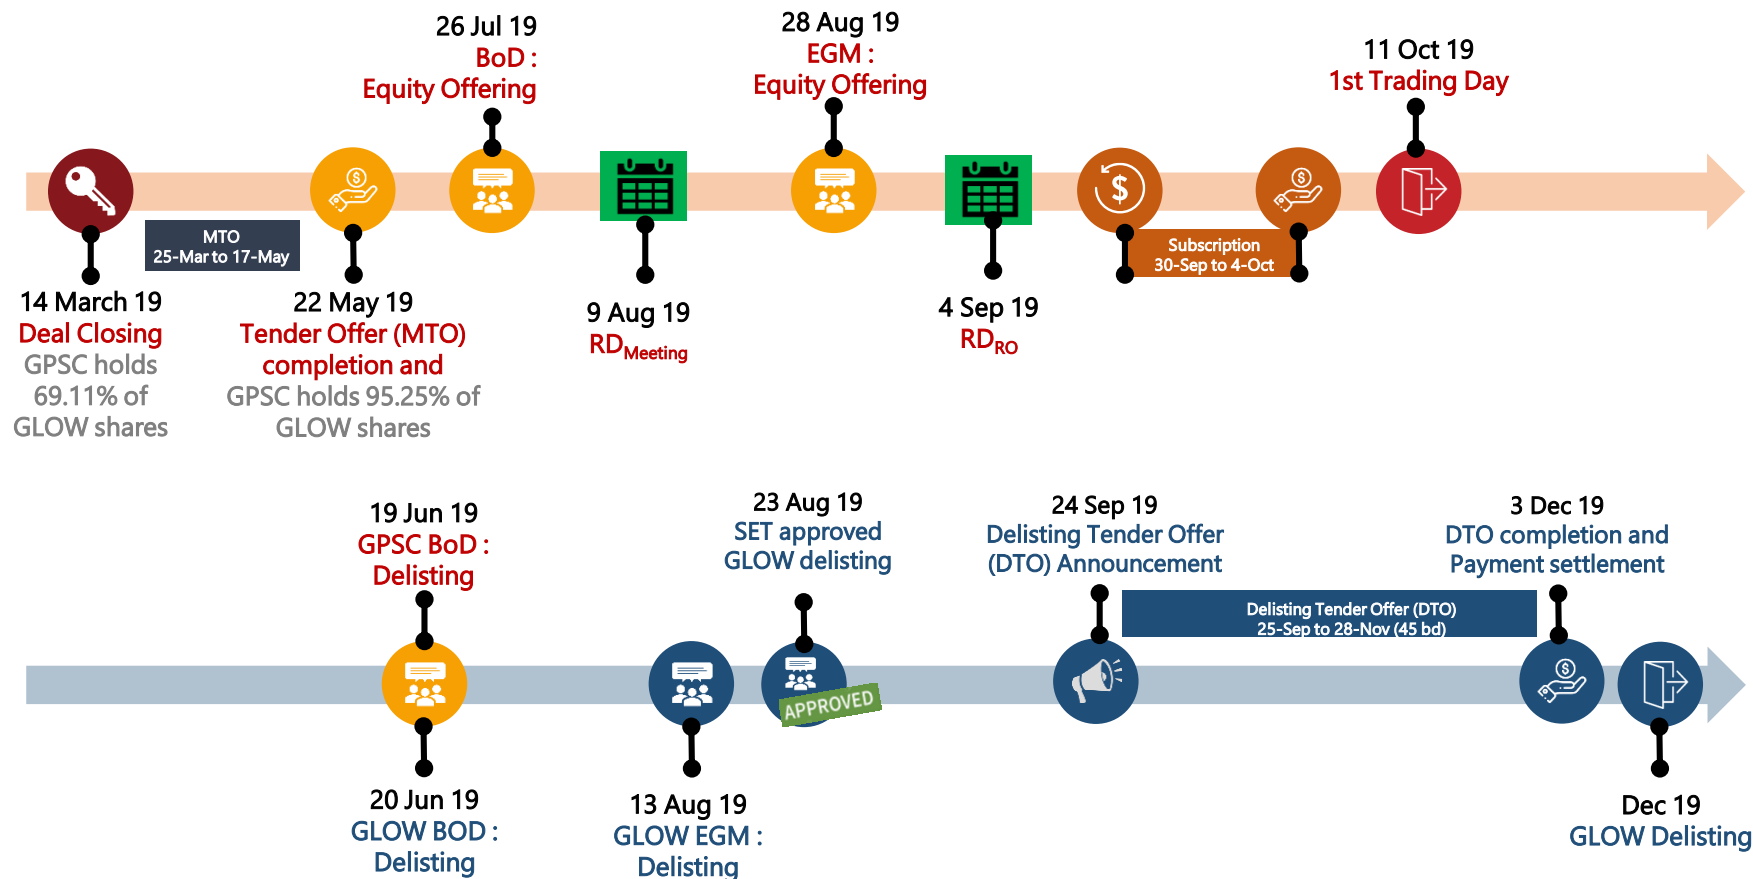 26 Jul 19
BoD :
Equity Offering
28 Aug 19
EGM :
Equity Offering
11 Oct 19
1st Trading Day
MTO
25-Mar to 17-May
Subscription
30-Sep to 4-Oct
14 March 19
Deal Closing
GPSC holds
69.11% of
GLOW shares
22 May 19
Tender Offer (MTO)
completion and
GPSC holds 95.25% of
GLOW shares
9 Aug 19
RDMeeting
4 Sep 19
RDRO
19 Jun 19
GPSC BoD :
Delisting
23 Aug 19
SET approved
GLOW delisting
24 Sep 19
Delisting Tender Offer
(DTO) Announcement
3 Dec 19
DTO completion and
Payment settlement
Delisting Tender Offer (DTO)
25-Sep to 28-Nov (45 bd)
APPROVED
20 Jun 19
GLOW BOD :
Delisting
13 Aug 19
GLOW EGM :
Delisting
Dec 19
GLOW Delisting